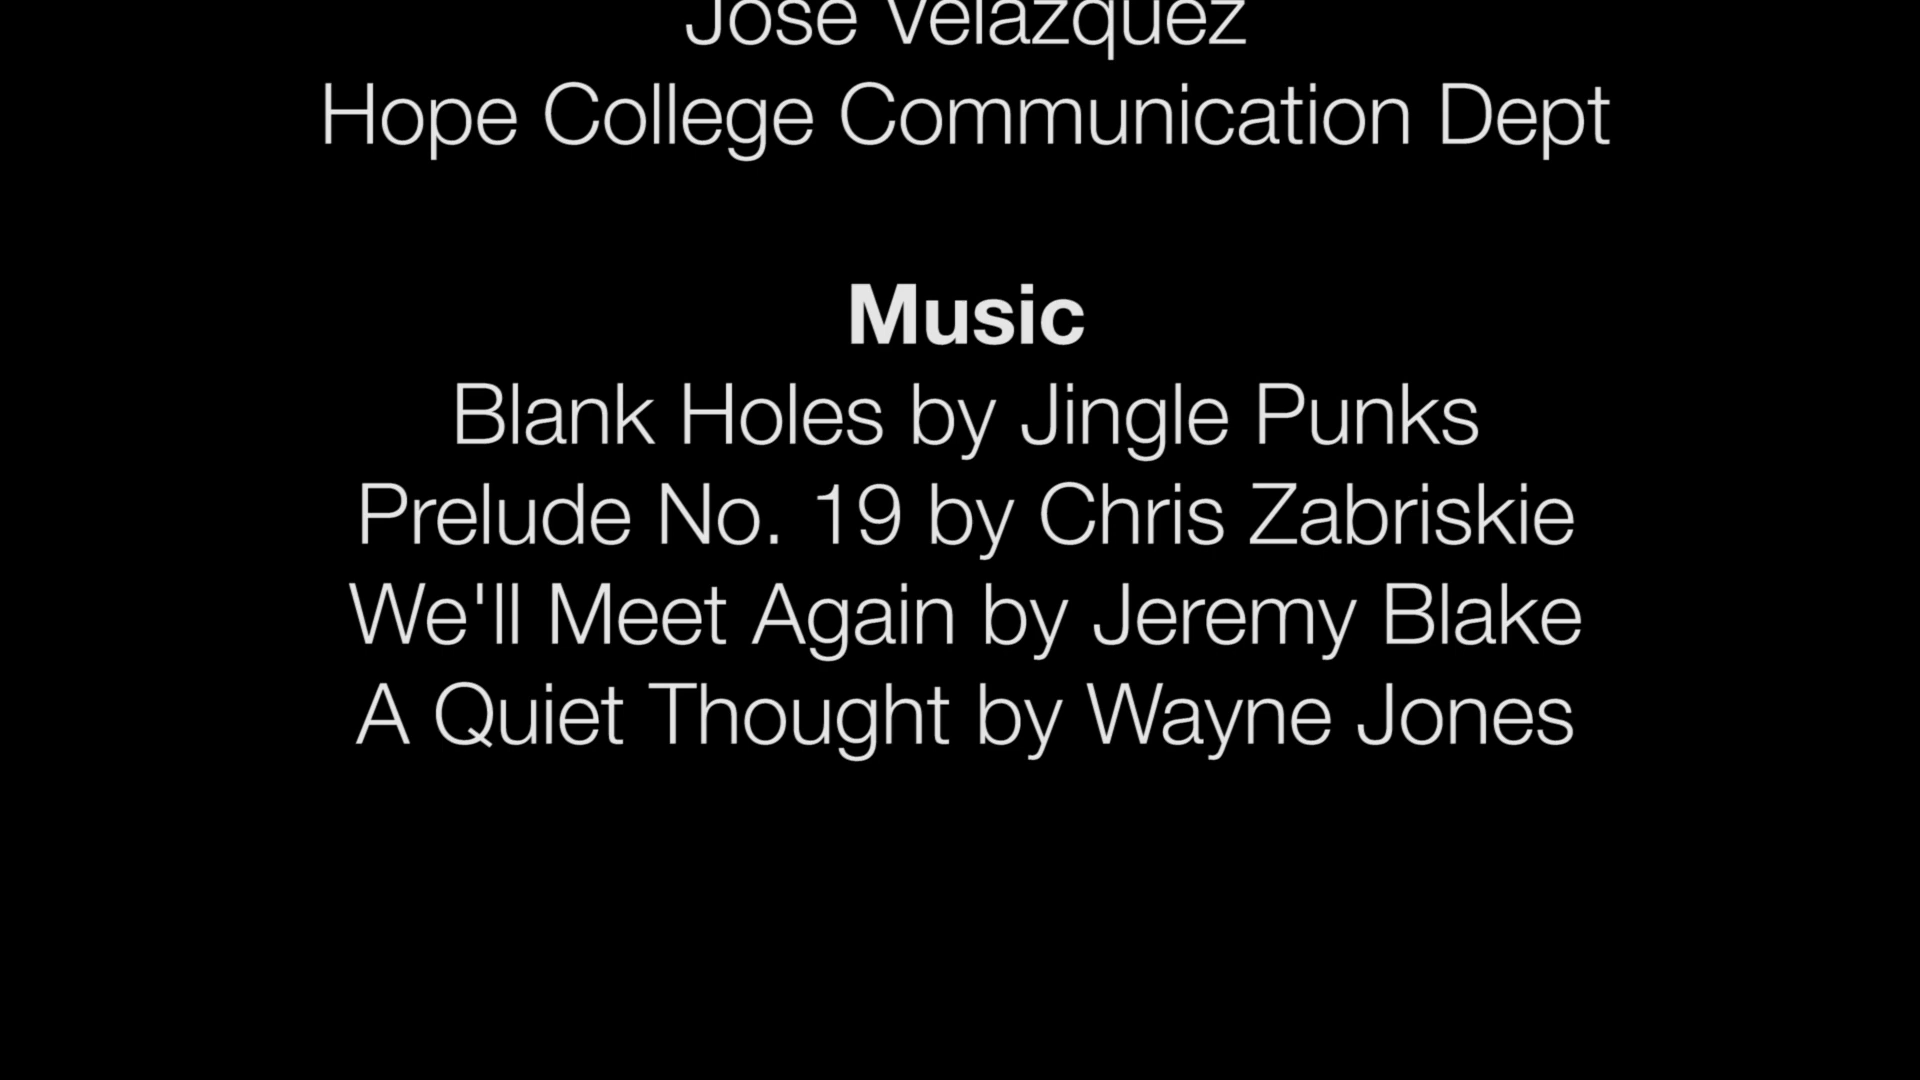 Jose Velazquez
Hope College Communication Dept
Music
Blank Holes by Jingle Punks
Prelude No. 19 by Chris Zabriskie
We'll Meet Again by Jeremy Blake
A Quiet Thought by Wayne Jones